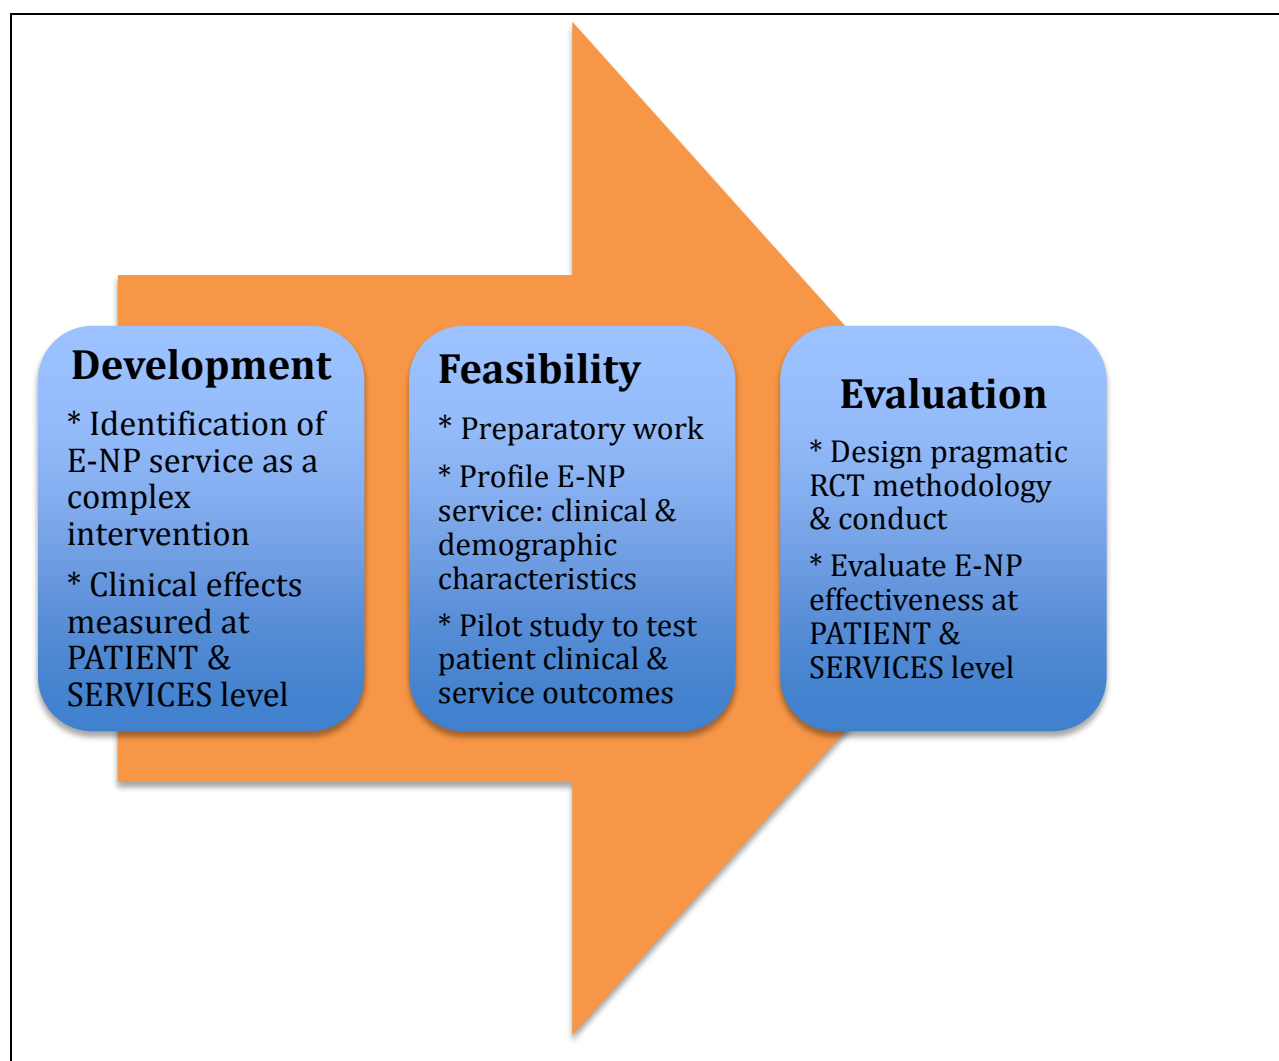 Development
* Identification of
E-NP service as a
complex
intervention
* Clinical effects
measured at
PATIENT &
SERVICES level
Feasibility
* Preparatory work
* Profile E-NP
service: clinical &
demographic
characteristics
* Pilot study to test
patient clinical &
service outcomes
Evaluation
* Design pragmatic
RCT methodology
& conduct
* Evaluate E-NP
effectiveness at
PATIENT &
SERVICES level